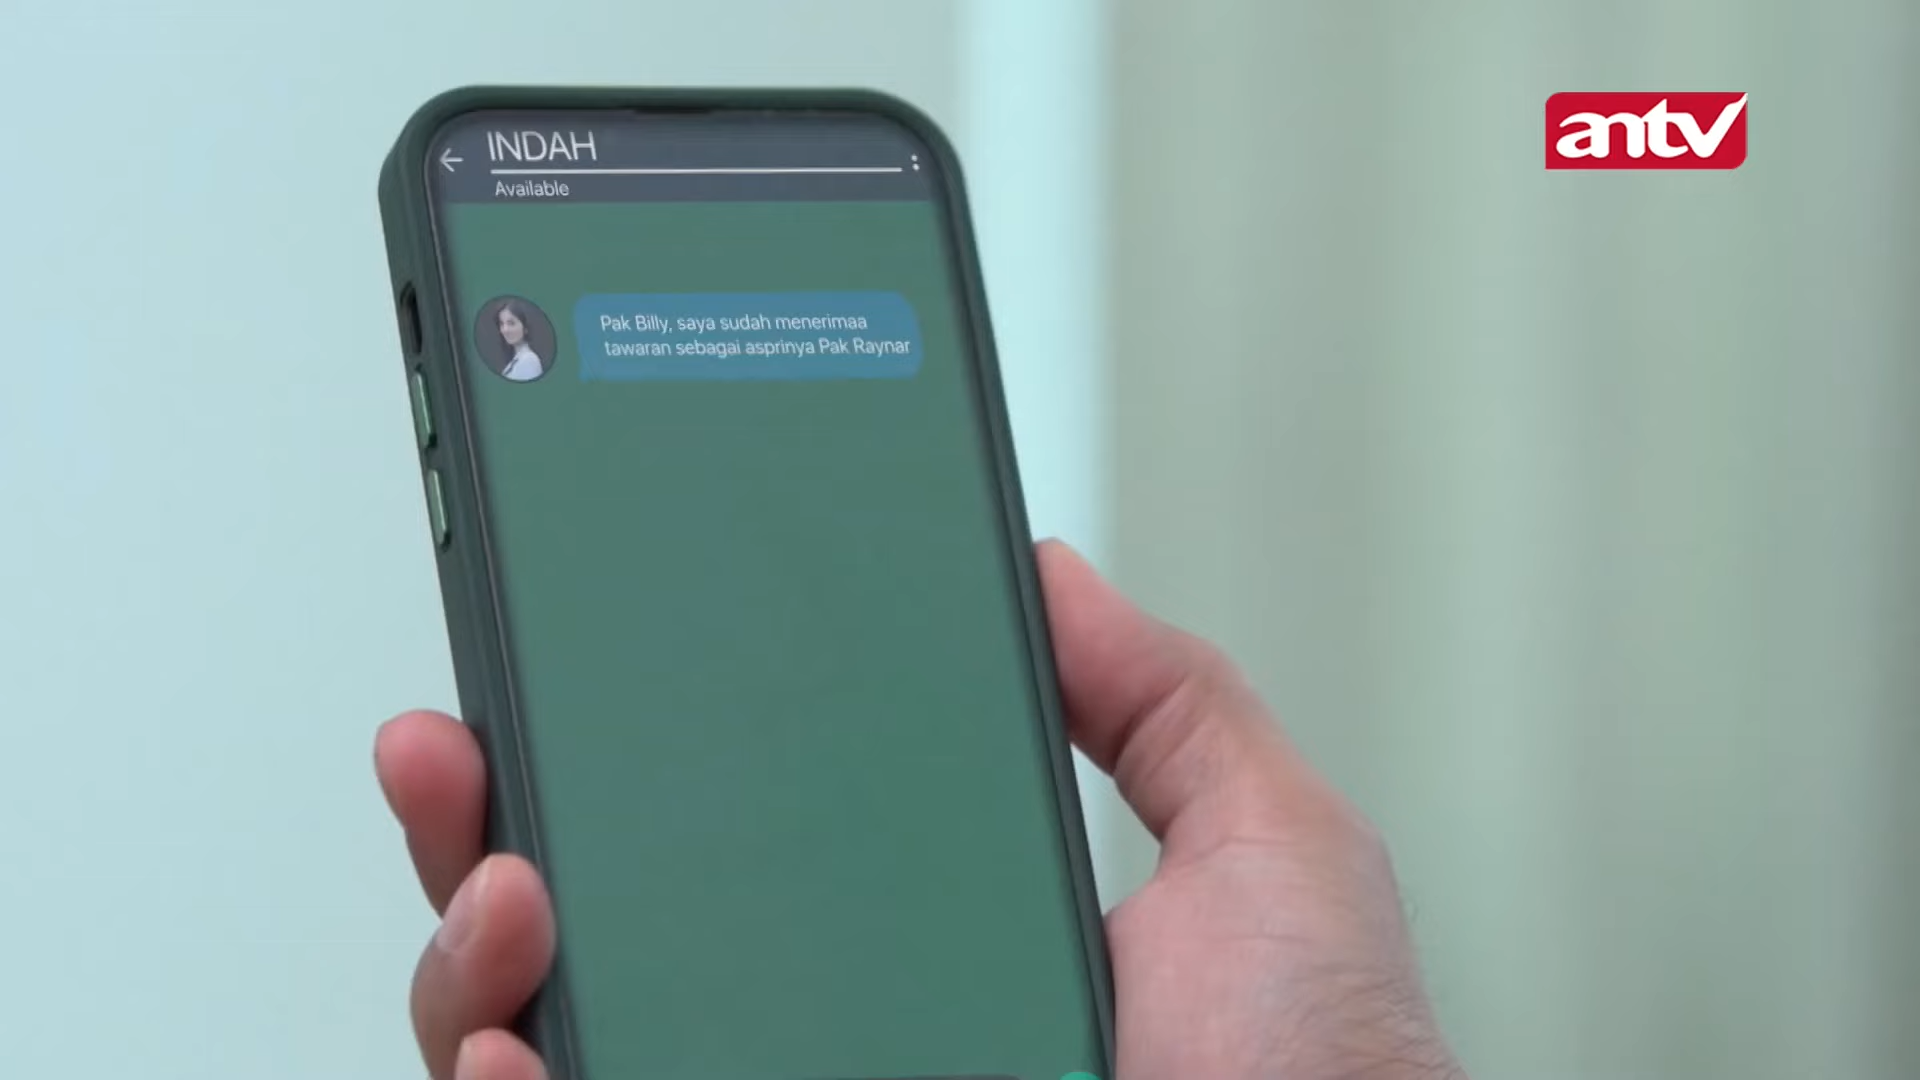 antv
INDAH
Available
Pak Billy, saya sudah menerimaa
tawaran sebagai asprinya Pak Raynar